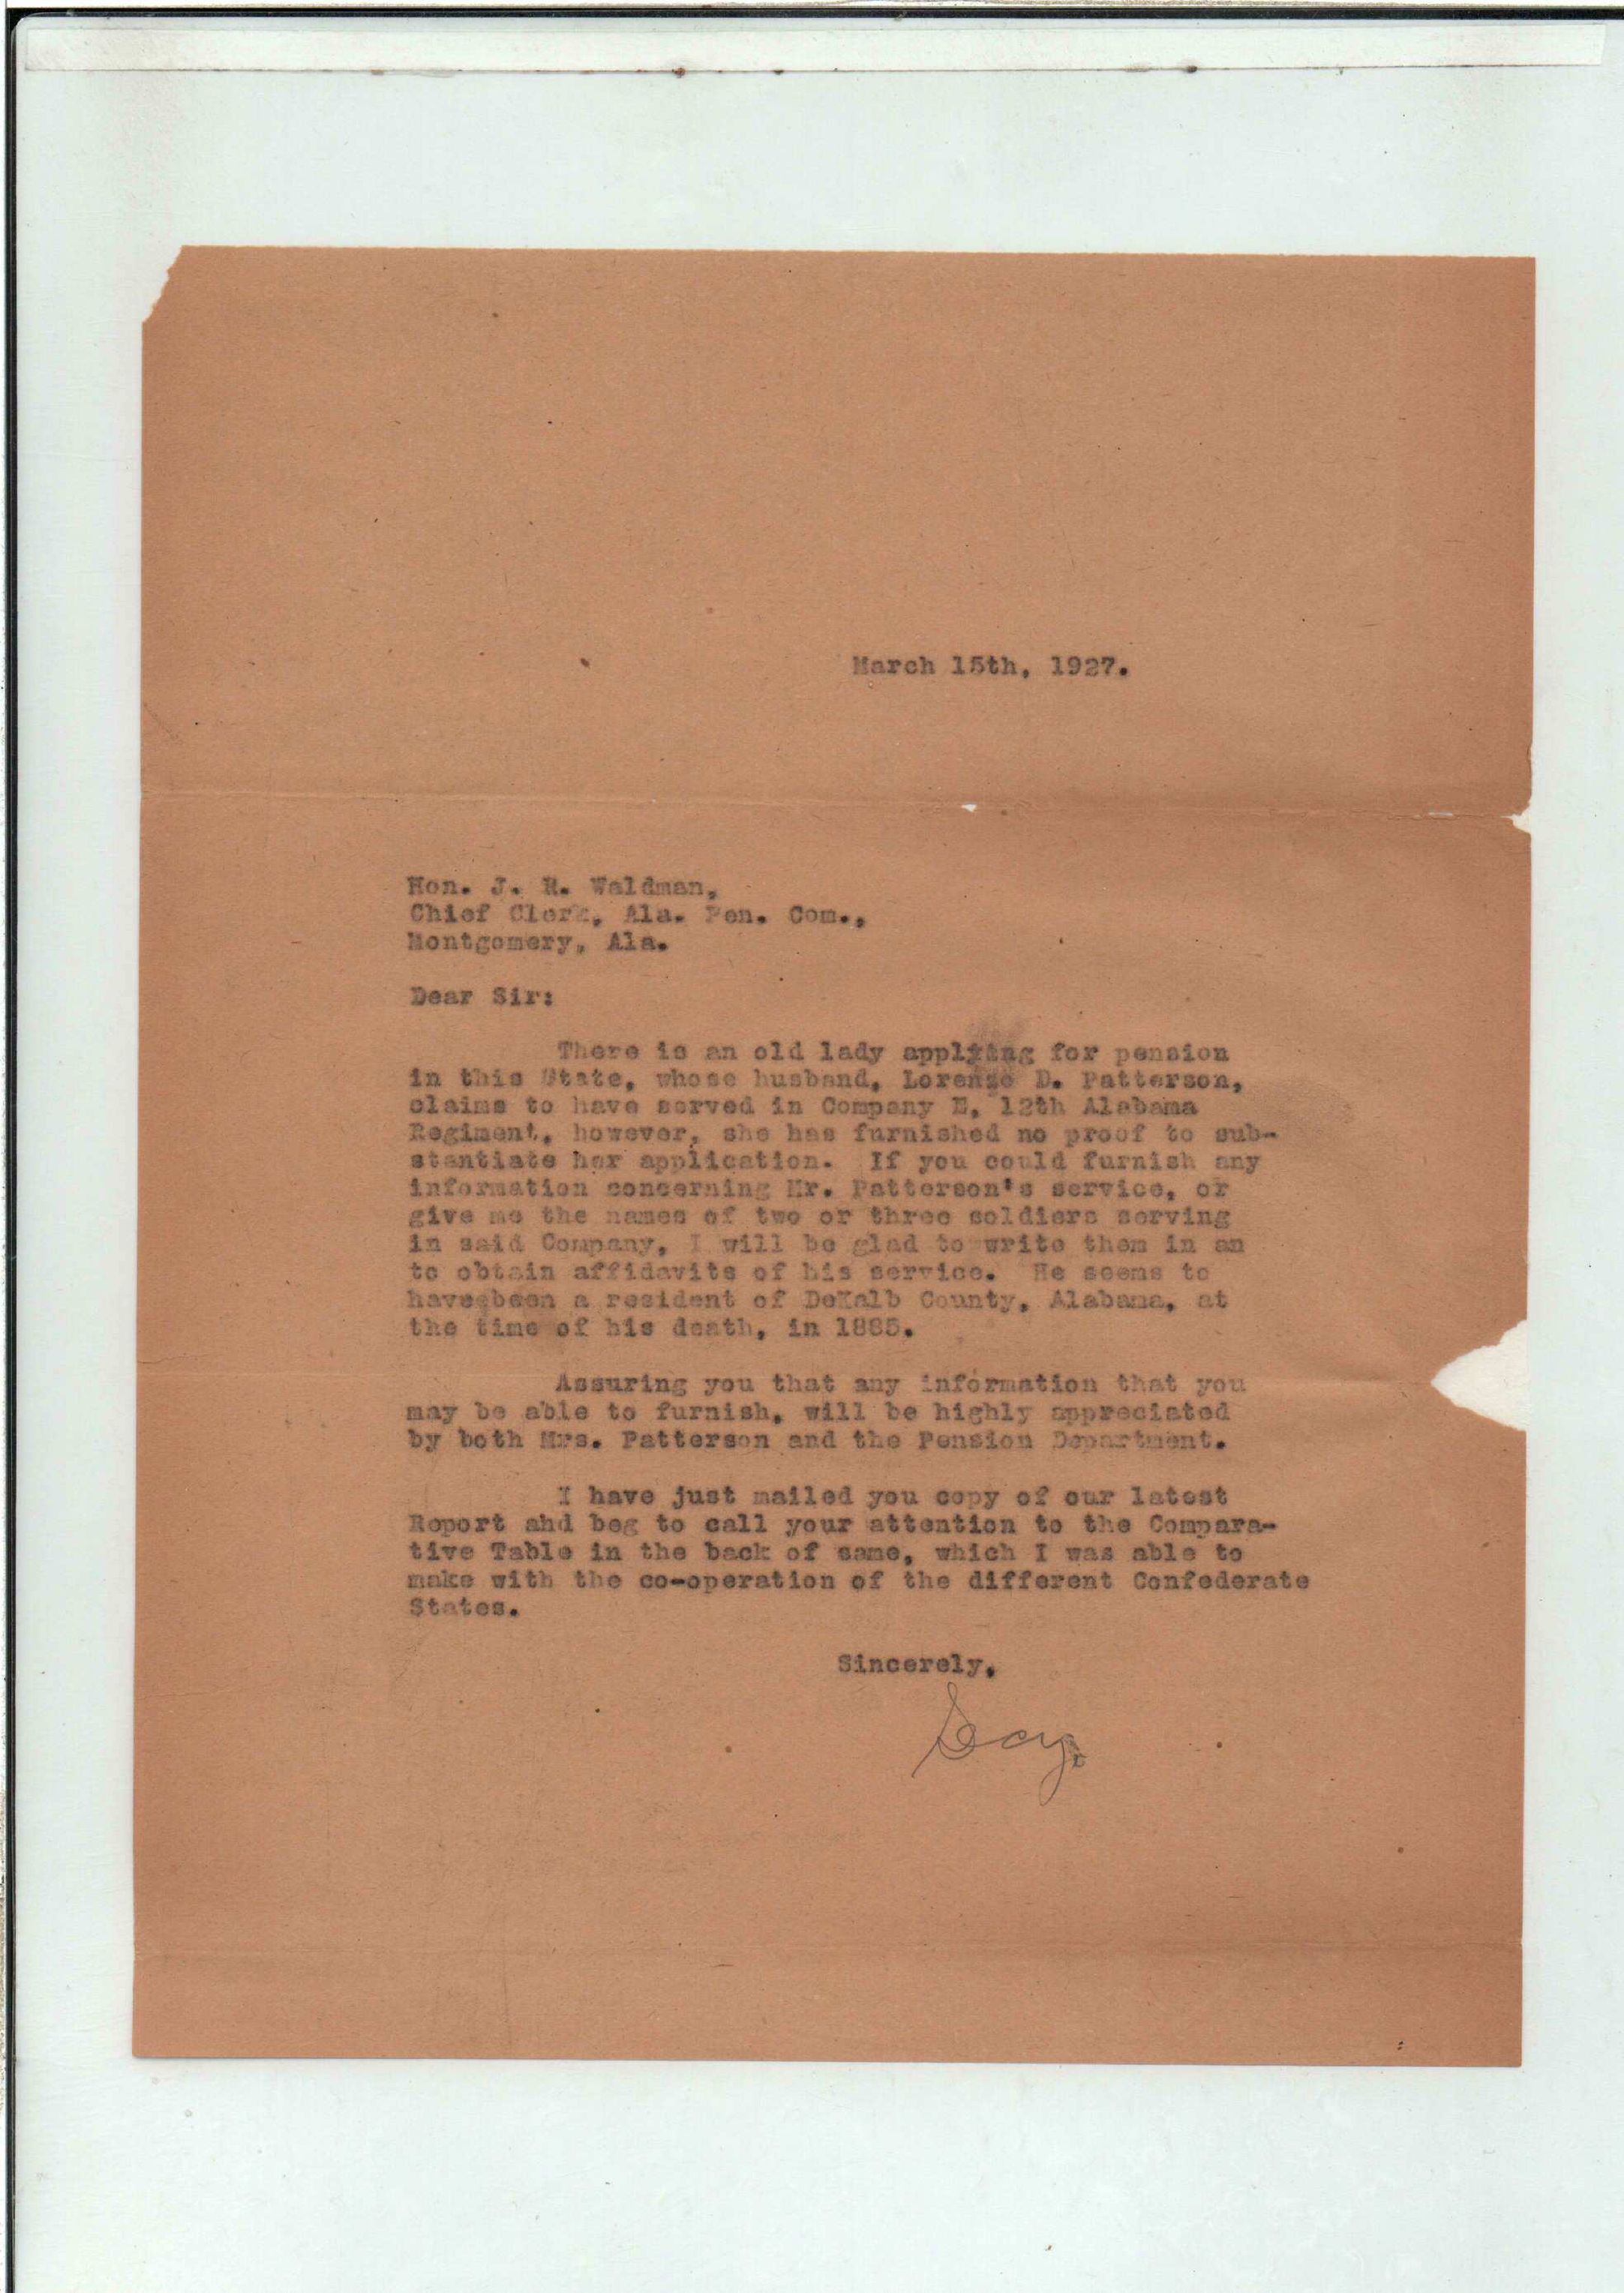 March 15th, 1927.
Hon. J. R. Waldman,
Chief Clerk, Ala. Pen. Com.,
Montgomery, Ala.
Dear Sir:
There is an old lady applying for pension
in this State, whose husband, Lorenzo D. Patterson,
claims to have served in Company E, 12th Alabama
Regiment, however, she has furnished no proof to sub-
stantiate her application. If you could furnish any
information concerning Mr. Patterson's service, or
give me the names of two or three soldiers serving
in said Company, I will be glad to write them in an
to obtain affidavits of his service. He seems to
have been a resident of DeKalb County, Alabama, at
the time of his death, in 1885.
Assuring you that any information that you
may be able to furnish, will be highly appreciated
by both Mrs. Patterson and the Pension Department.
I have just mailed you copy of our latest
Report ahd beg to call your attention to the Compara-
tive Table in the back of same, which I was able to
make with the co-operation of the different Confederate
States.
Sincerely,
Secy.